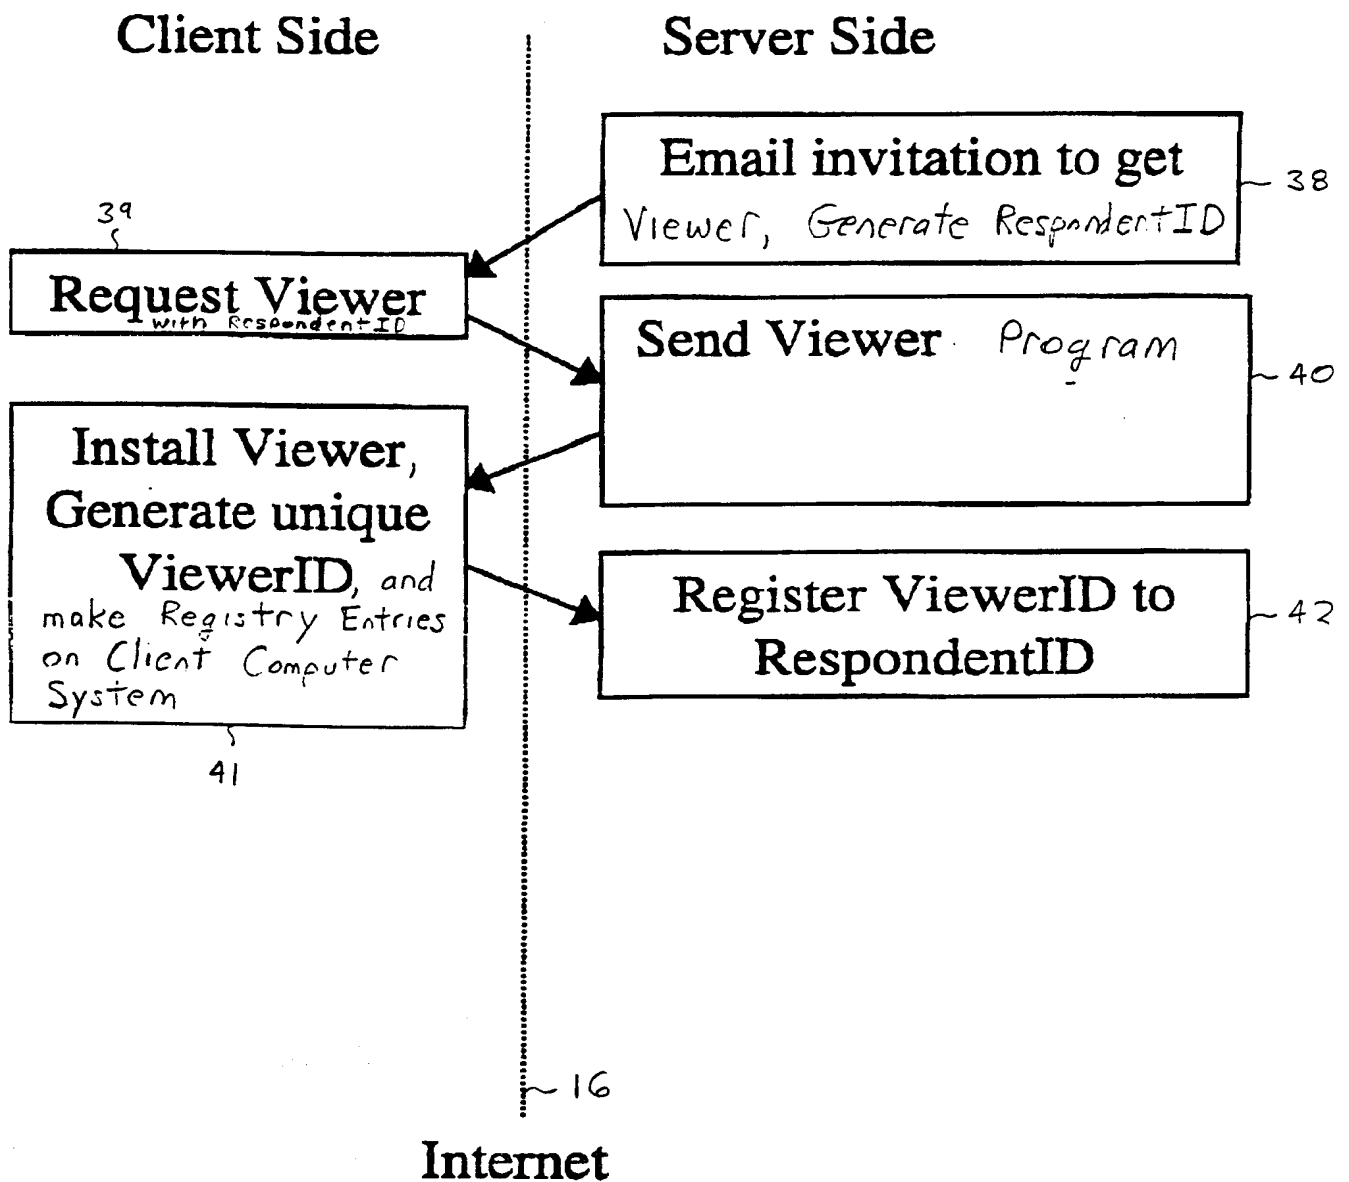 Client Side
Server Side
Email invitation to get
Viewer, Generate RespondentID
38
39
Request Viewer
with RespondentID
Send Viewer Program
40
Install Viewer,
Generate unique
ViewerID, and
make Registry Entries
on Client Computer
System
41
Register ViewerID to
RespondentID
42
16
Internet